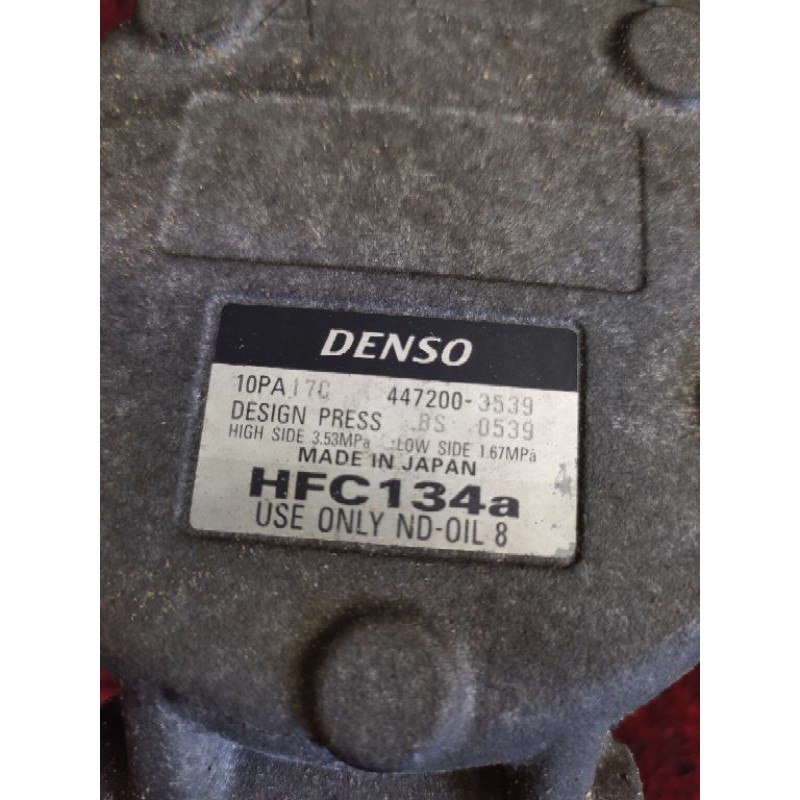 DENSO
10PA17C 447200-3539
DESIGN PRESS BS 0539
HIGH SIDE 3.53MPa LOW SIDE 1.67MPa
MADE IN JAPAN
HFC134a
USE ONLY ND-OIL 8